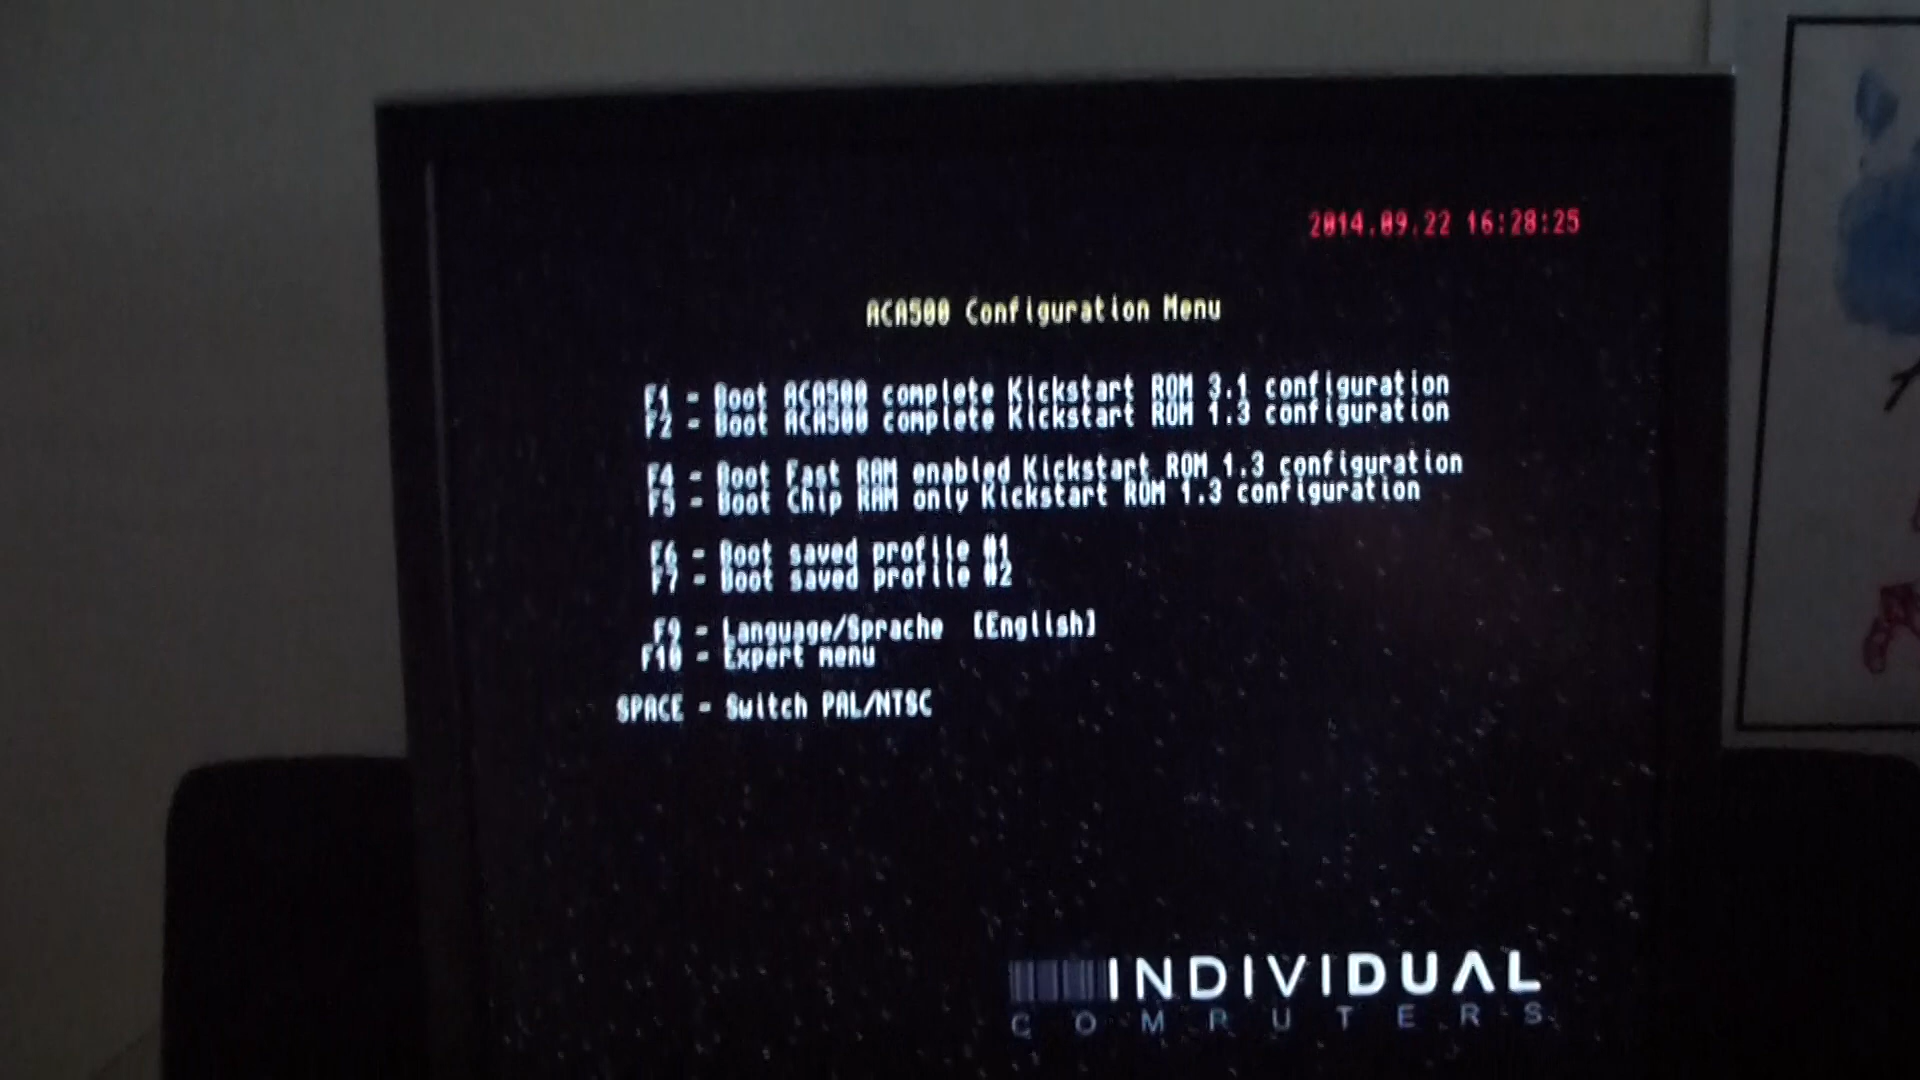 2014.09.22 16:28:25
ACA500 Configuration Menu
F1 - Boot ACA500 complete Kickstart ROM 3.1 configuration
F2 - Boot ACA500 complete Kickstart ROM 1.3 configuration
F4 - Boot Fast RAM enabled Kickstart ROM 1.3 configuration
F5 - Boot Chip RAM only Kickstart ROM 1.3 configuration
F6 - Boot saved profile #1
F7 - Boot saved profile #2
F9 - Language/Sprache [English]
F10 - Expert menu
SPACE - Switch PAL/NTSC
INDIVIDUAL
COMPUTERS